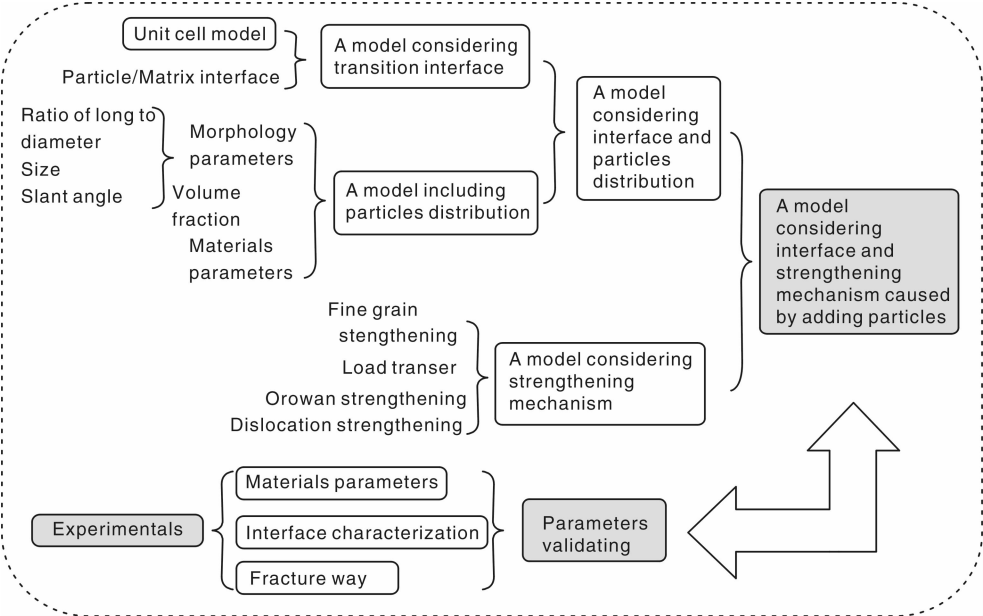 Unit cell model
Particle/Matrix interface
A model considering
transition interface
Ratio of long to
diameter
Size
Slant angle
Morphology
parameters
Volume
fraction
Materials
parameters
A model including
particles distribution
A model
considering
interface and
particles
distribution
Fine grain
stengthening
Load transer
Orowan strengthening
Dislocation strengthening
A model considering
strengthening
mechanism
A model
considering
interface and
strengthening
mechanism caused
by adding particles
Experimentals
Materials parameters
Interface characterization
Fracture way
Parameters
validating